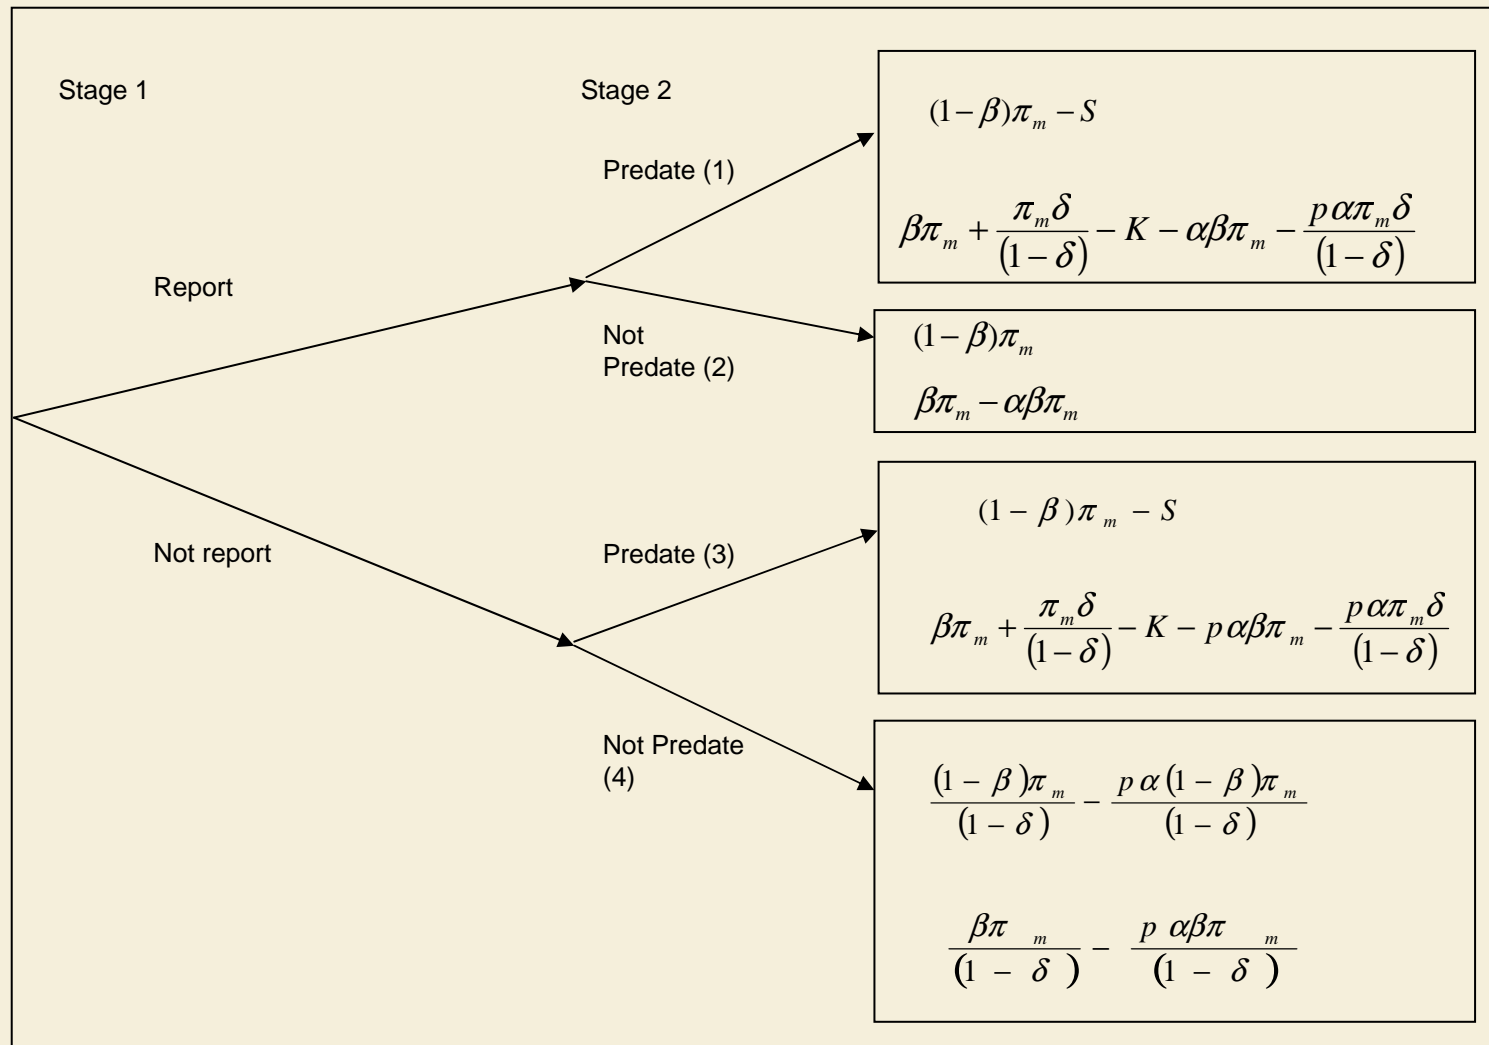 Stage 1
Stage 2
(1−β)π_m − S
Predate (1)
βπ_m + π_mδ/(1−δ) − K − αβπ_m − pαπ_mδ/(1−δ)
Report
Not
Predate (2)
(1−β)π_m
βπ_m − αβπ_m
(1 − β)π_m − S
Not report
Predate (3)
βπ_m + π_mδ/(1−δ) − K − pαβπ_m − pαπ_mδ/(1−δ)
Not Predate
(4)
(1 − β)π_m/(1−δ) − pα(1 − β)π_m/(1−δ)
βπ_m/(1 − δ) − pαβπ_m/(1 − δ)